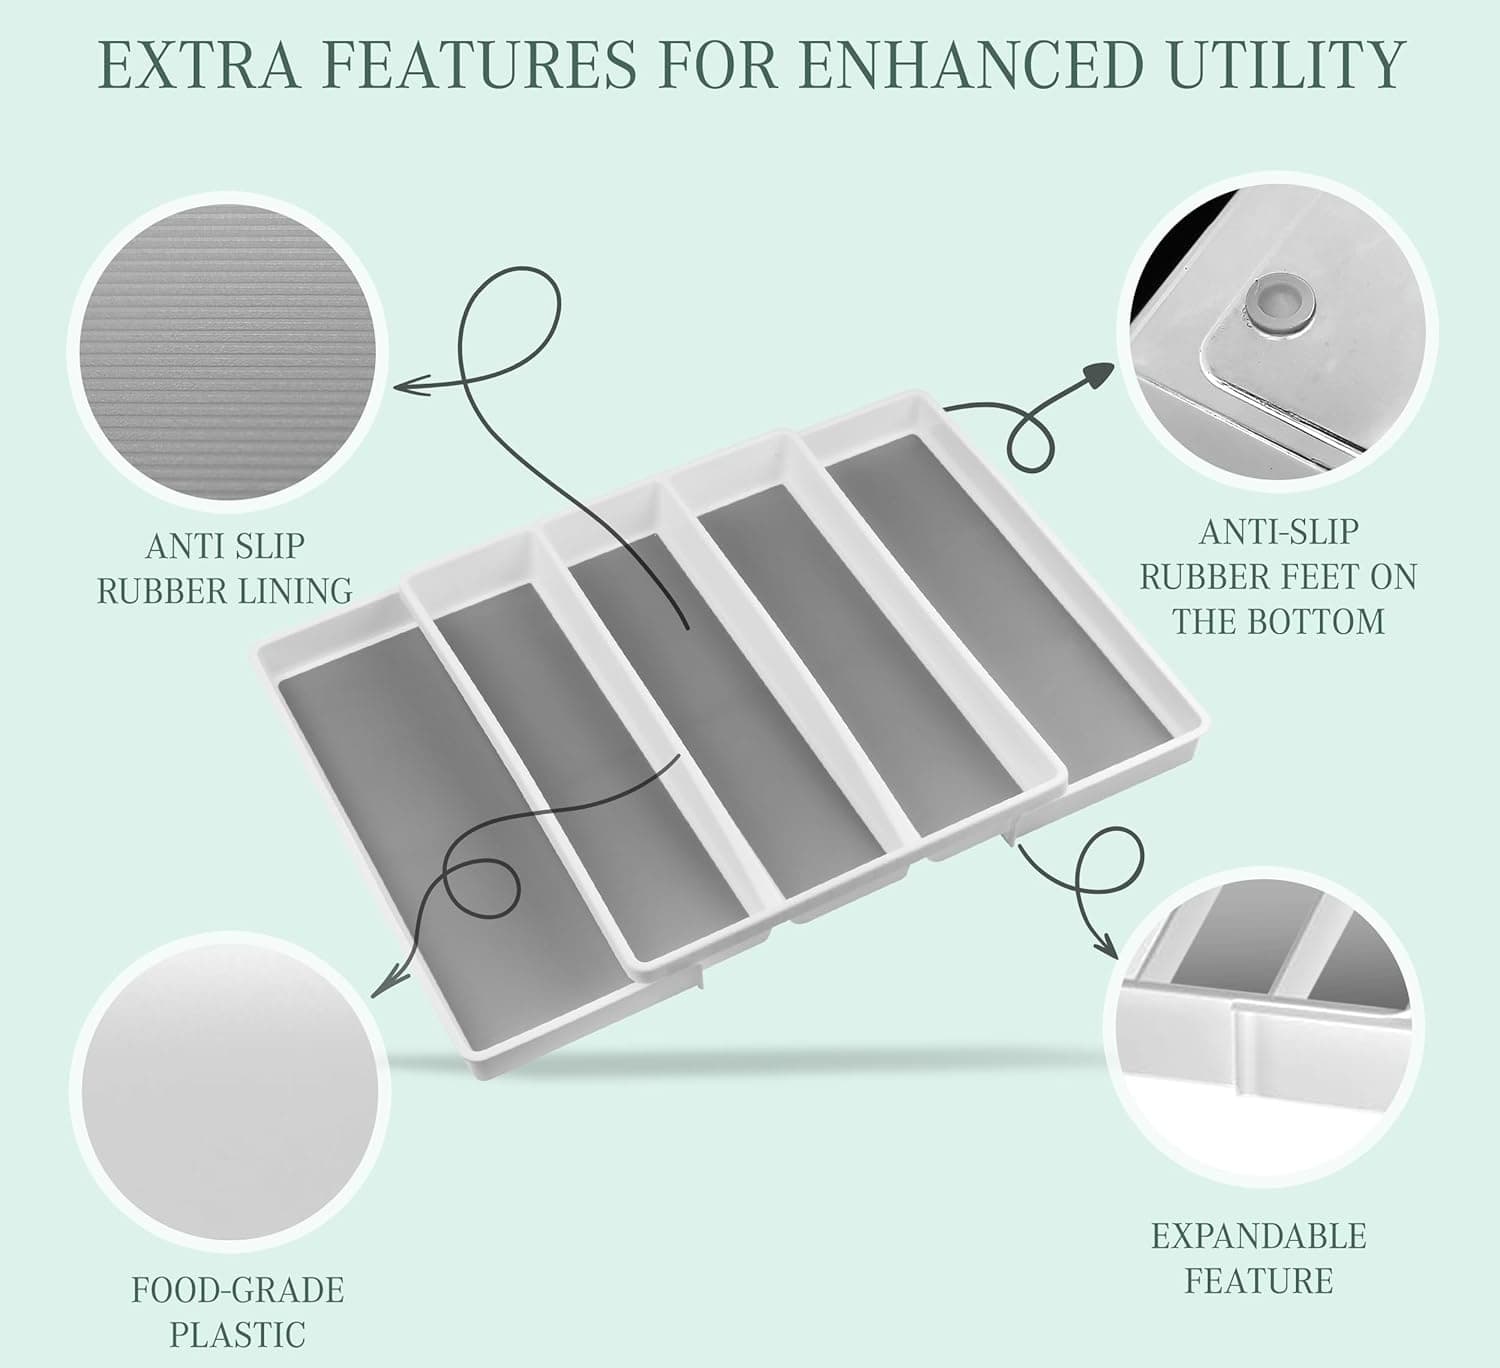 EXTRA FEATURES FOR ENHANCED UTILITY
ANTI SLIP
RUBBER LINING
ANTI-SLIP
RUBBER FEET ON
THE BOTTOM
FOOD-GRADE
PLASTIC
EXPANDABLE
FEATURE